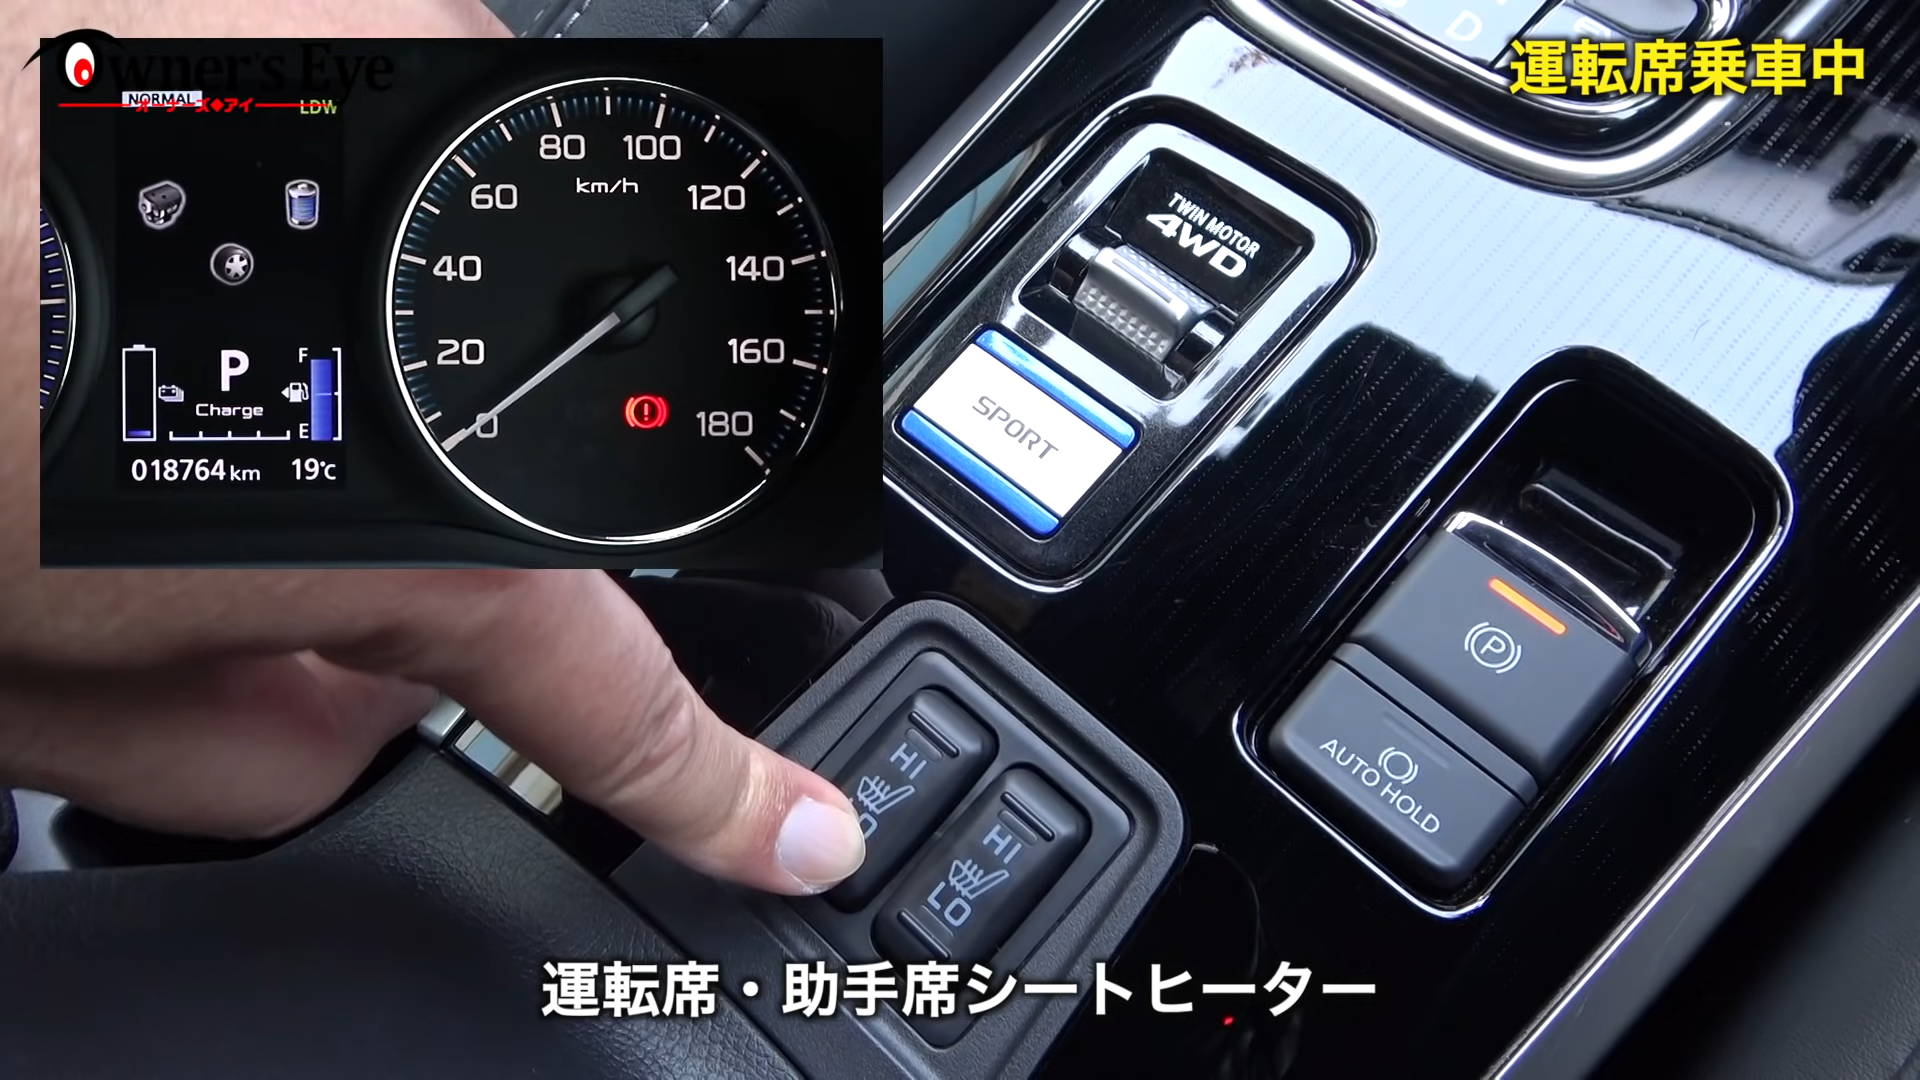 Owner's Eye
オーナーズ◆アイ
運転席乗車中
NORMAL
LDW
80
100
km/h
60
120
40
140
20
160
0
180
P
Charge
F
E
018764 km
19℃
D
TWIN MOTOR
4WD
SPORT
P
AUTO HOLD
HI
HI
LO
運転席・助手席シートヒーター